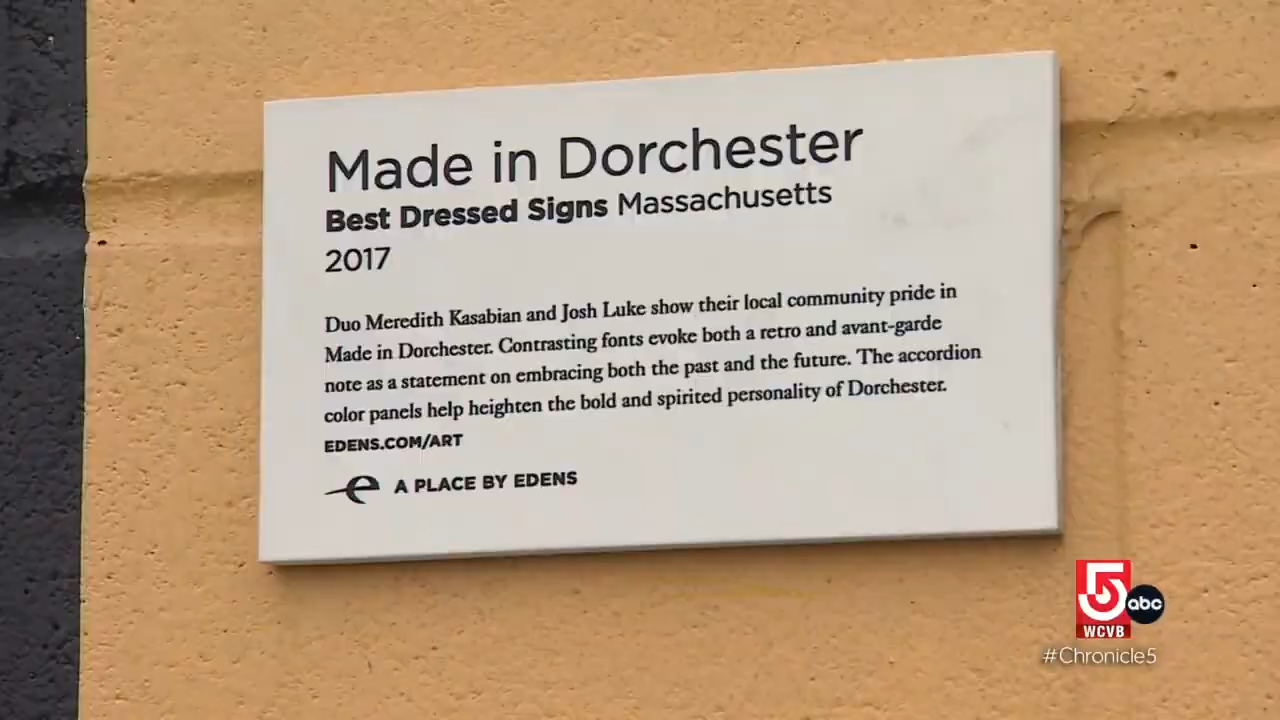 Made in Dorchester
Best Dressed Signs Massachusetts
2017
Duo Meredith Kasabian and Josh Luke show their local community pride in
Made in Dorchester. Contrasting fonts evoke both a retro and avant-garde
note as a statement on embracing both the past and the future. The accordion
color panels help heighten the bold and spirited personality of Dorchester.
EDENS.COM/ART
e A PLACE BY EDENS
5 abc
WCVB
#Chronicle5